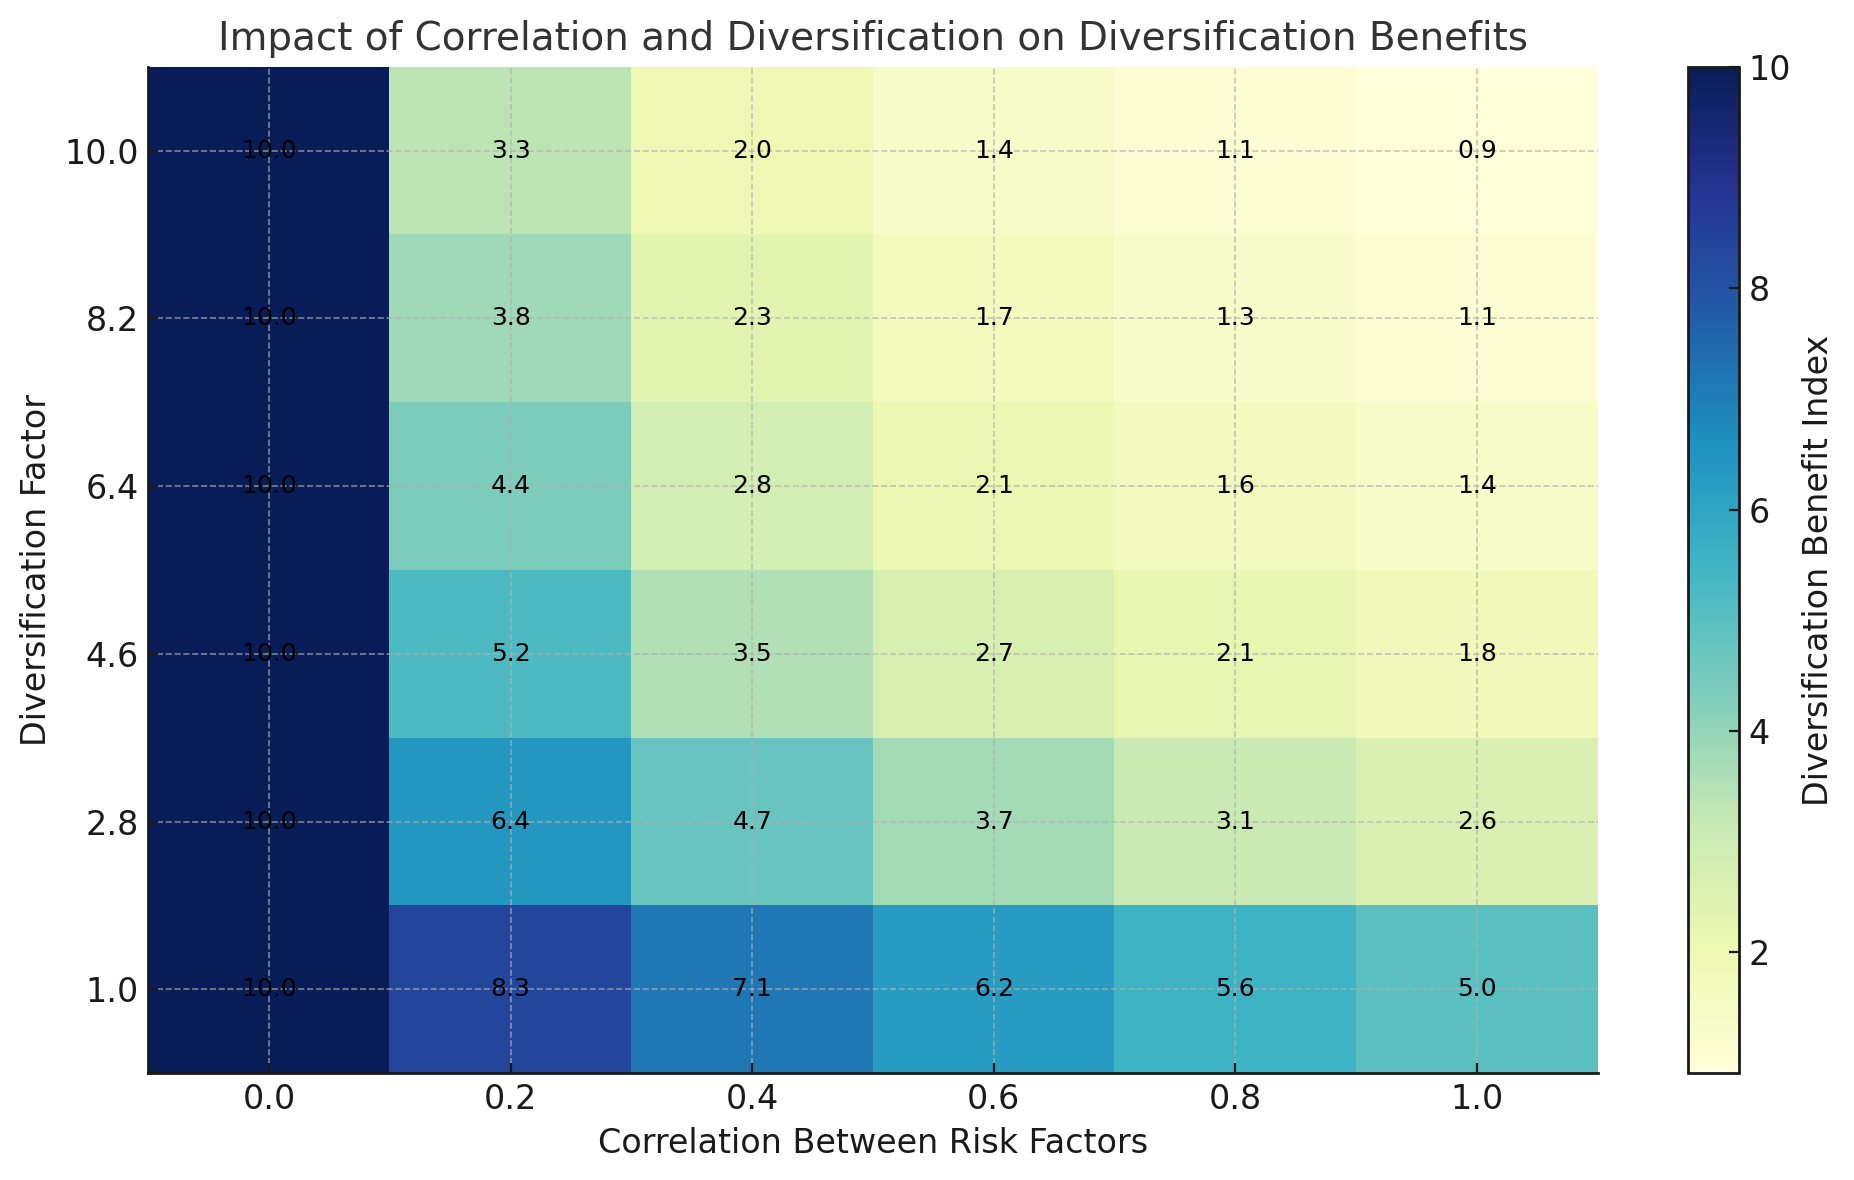 Impact of Correlation and Diversification on Diversification Benefits
10.0 10.0 3.3 2.0 1.4 1.1 0.9
8.2 10.0 3.8 2.3 1.7 1.3 1.1
6.4 10.0 4.4 2.8 2.1 1.6 1.4
4.6 10.0 5.2 3.5 2.7 2.1 1.8
2.8 10.0 6.4 4.7 3.7 3.1 2.6
1.0 10.0 8.3 7.1 6.2 5.6 5.0
0.0 0.2 0.4 0.6 0.8 1.0
Correlation Between Risk Factors
Diversification Factor
10
8
6
4
2
Diversification Benefit Index